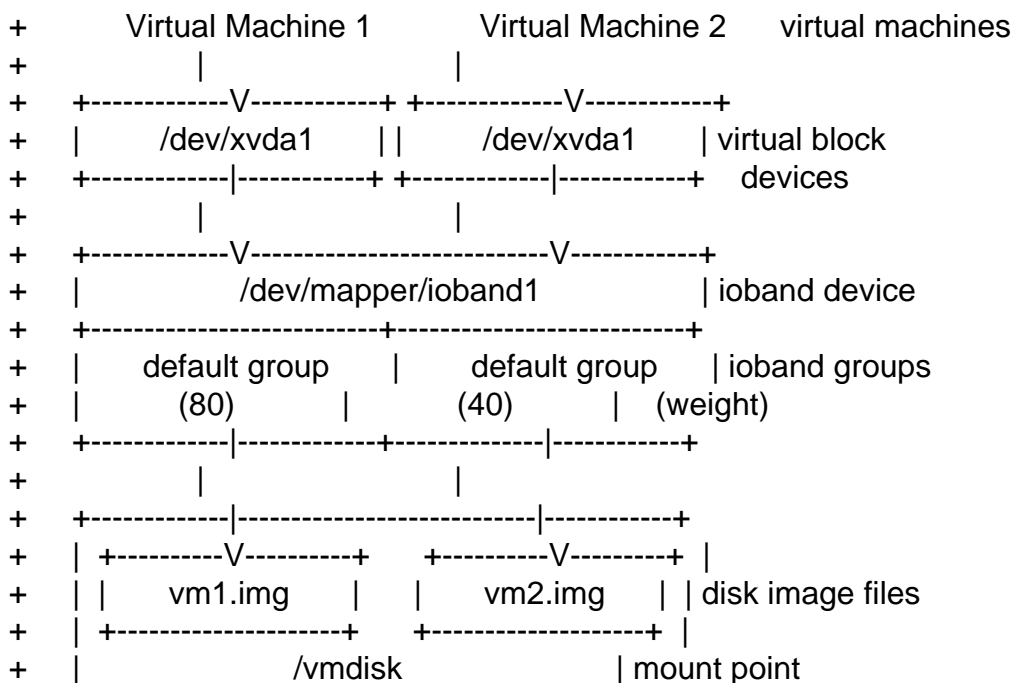 + Virtual Machine 1 Virtual Machine 2 virtual machines
+ | |
+ +-------------V------------+ +-------------V------------+
+ | /dev/xvda1 | | /dev/xvda1 | virtual block
+ +-------------|------------+ +-------------|------------+ devices
+ | |
+ +-------------V----------------------------V------------+
+ | /dev/mapper/ioband1 | ioband device
+ +---------------------------+---------------------------+
+ | default group | default group | ioband groups
+ | (80) | (40) | (weight)
+ +-------------|-------------+--------------|------------+
+ | |
+ +-------------|----------------------------|------------+
+ | +----------V----------+ +----------V---------+ |
+ | | vm1.img | | vm2.img | | disk image files
+ | +---------------------+ +--------------------+ |
+ | /vmdisk | mount point